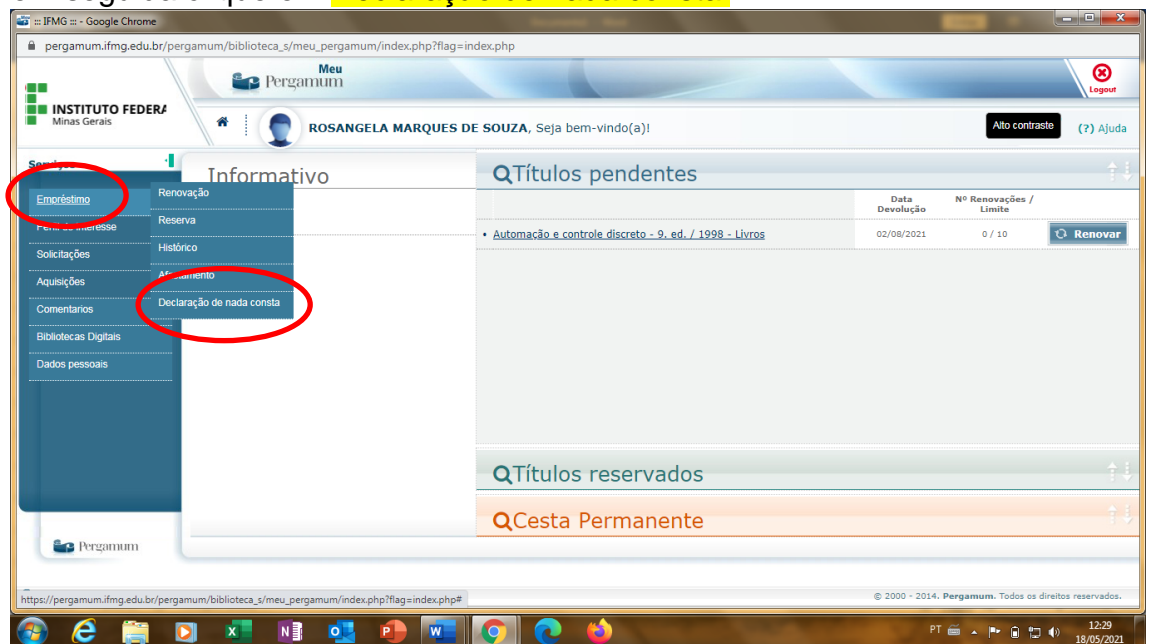 ::: IFMG ::: - Google Chrome
pergamum.ifmg.edu.br/pergamum/biblioteca_s/meu_pergamum/index.php?flag=index.php
INSTITUTO FEDERA
Minas Gerais
Meu
Pergamum
Logout
ROSANGELA MARQUES DE SOUZA, Seja bem-vindo(a)!
Alto contraste
(?) Ajuda
Empréstimo
Solicitações
Aquisições
Comentarios
Bibliotecas Digitais
Dados pessoais
Renovação
Reserva
Histórico
Afastamento
Declaração de nada consta
Informativo
Títulos pendentes
Data Devolução
Nº Renovações / Limite
• Automação e controle discreto - 9. ed. / 1998 - Livros
02/08/2021
0 / 10
Renovar
Títulos reservados
Cesta Permanente
Pergamum
https://pergamum.ifmg.edu.br/pergamum/biblioteca_s/meu_pergamum/index.php?flag=index.php#
© 2000 - 2014. Pergamum. Todos os direitos reservados.
PT
12:29
18/05/2021